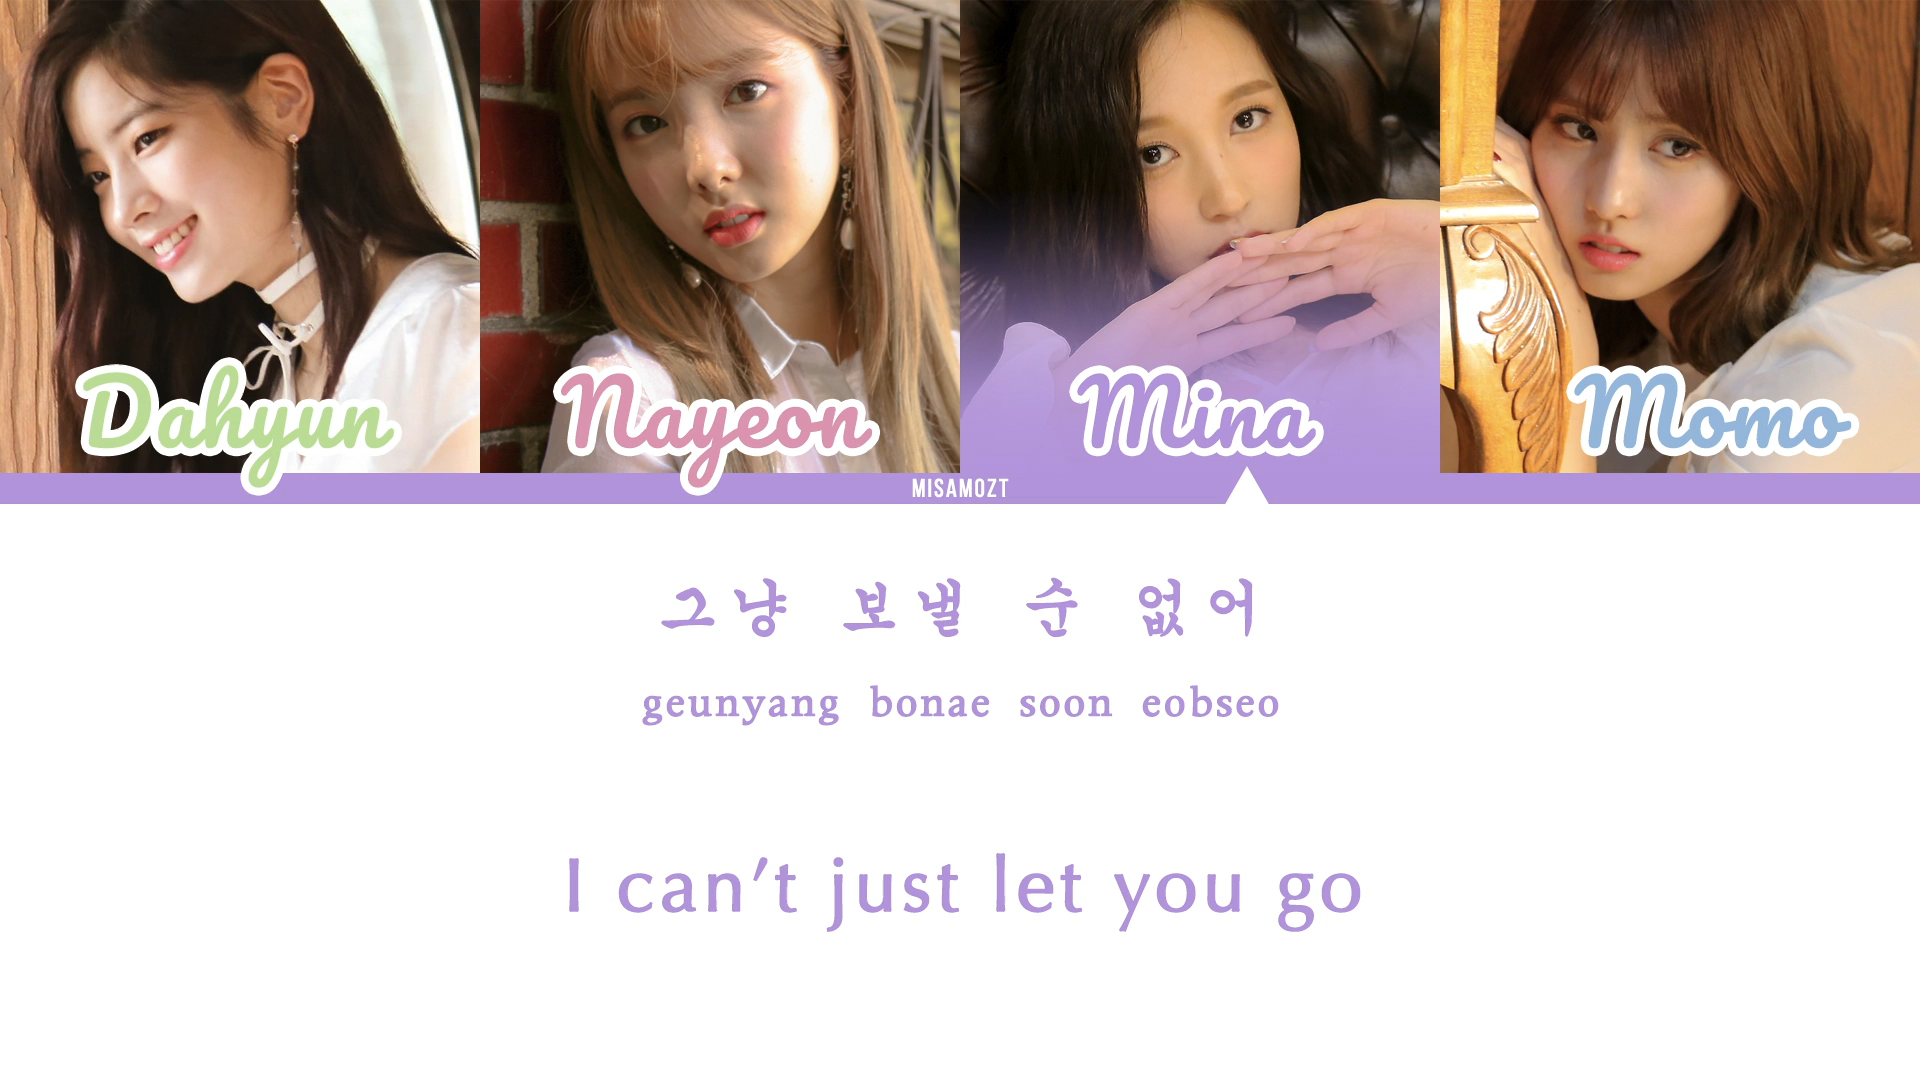 Dahyun Nayeon Mina Momo
MISAMOZT
그냥 보낼 순 없어
geunyang bonae soon eobseo
I can't just let you go